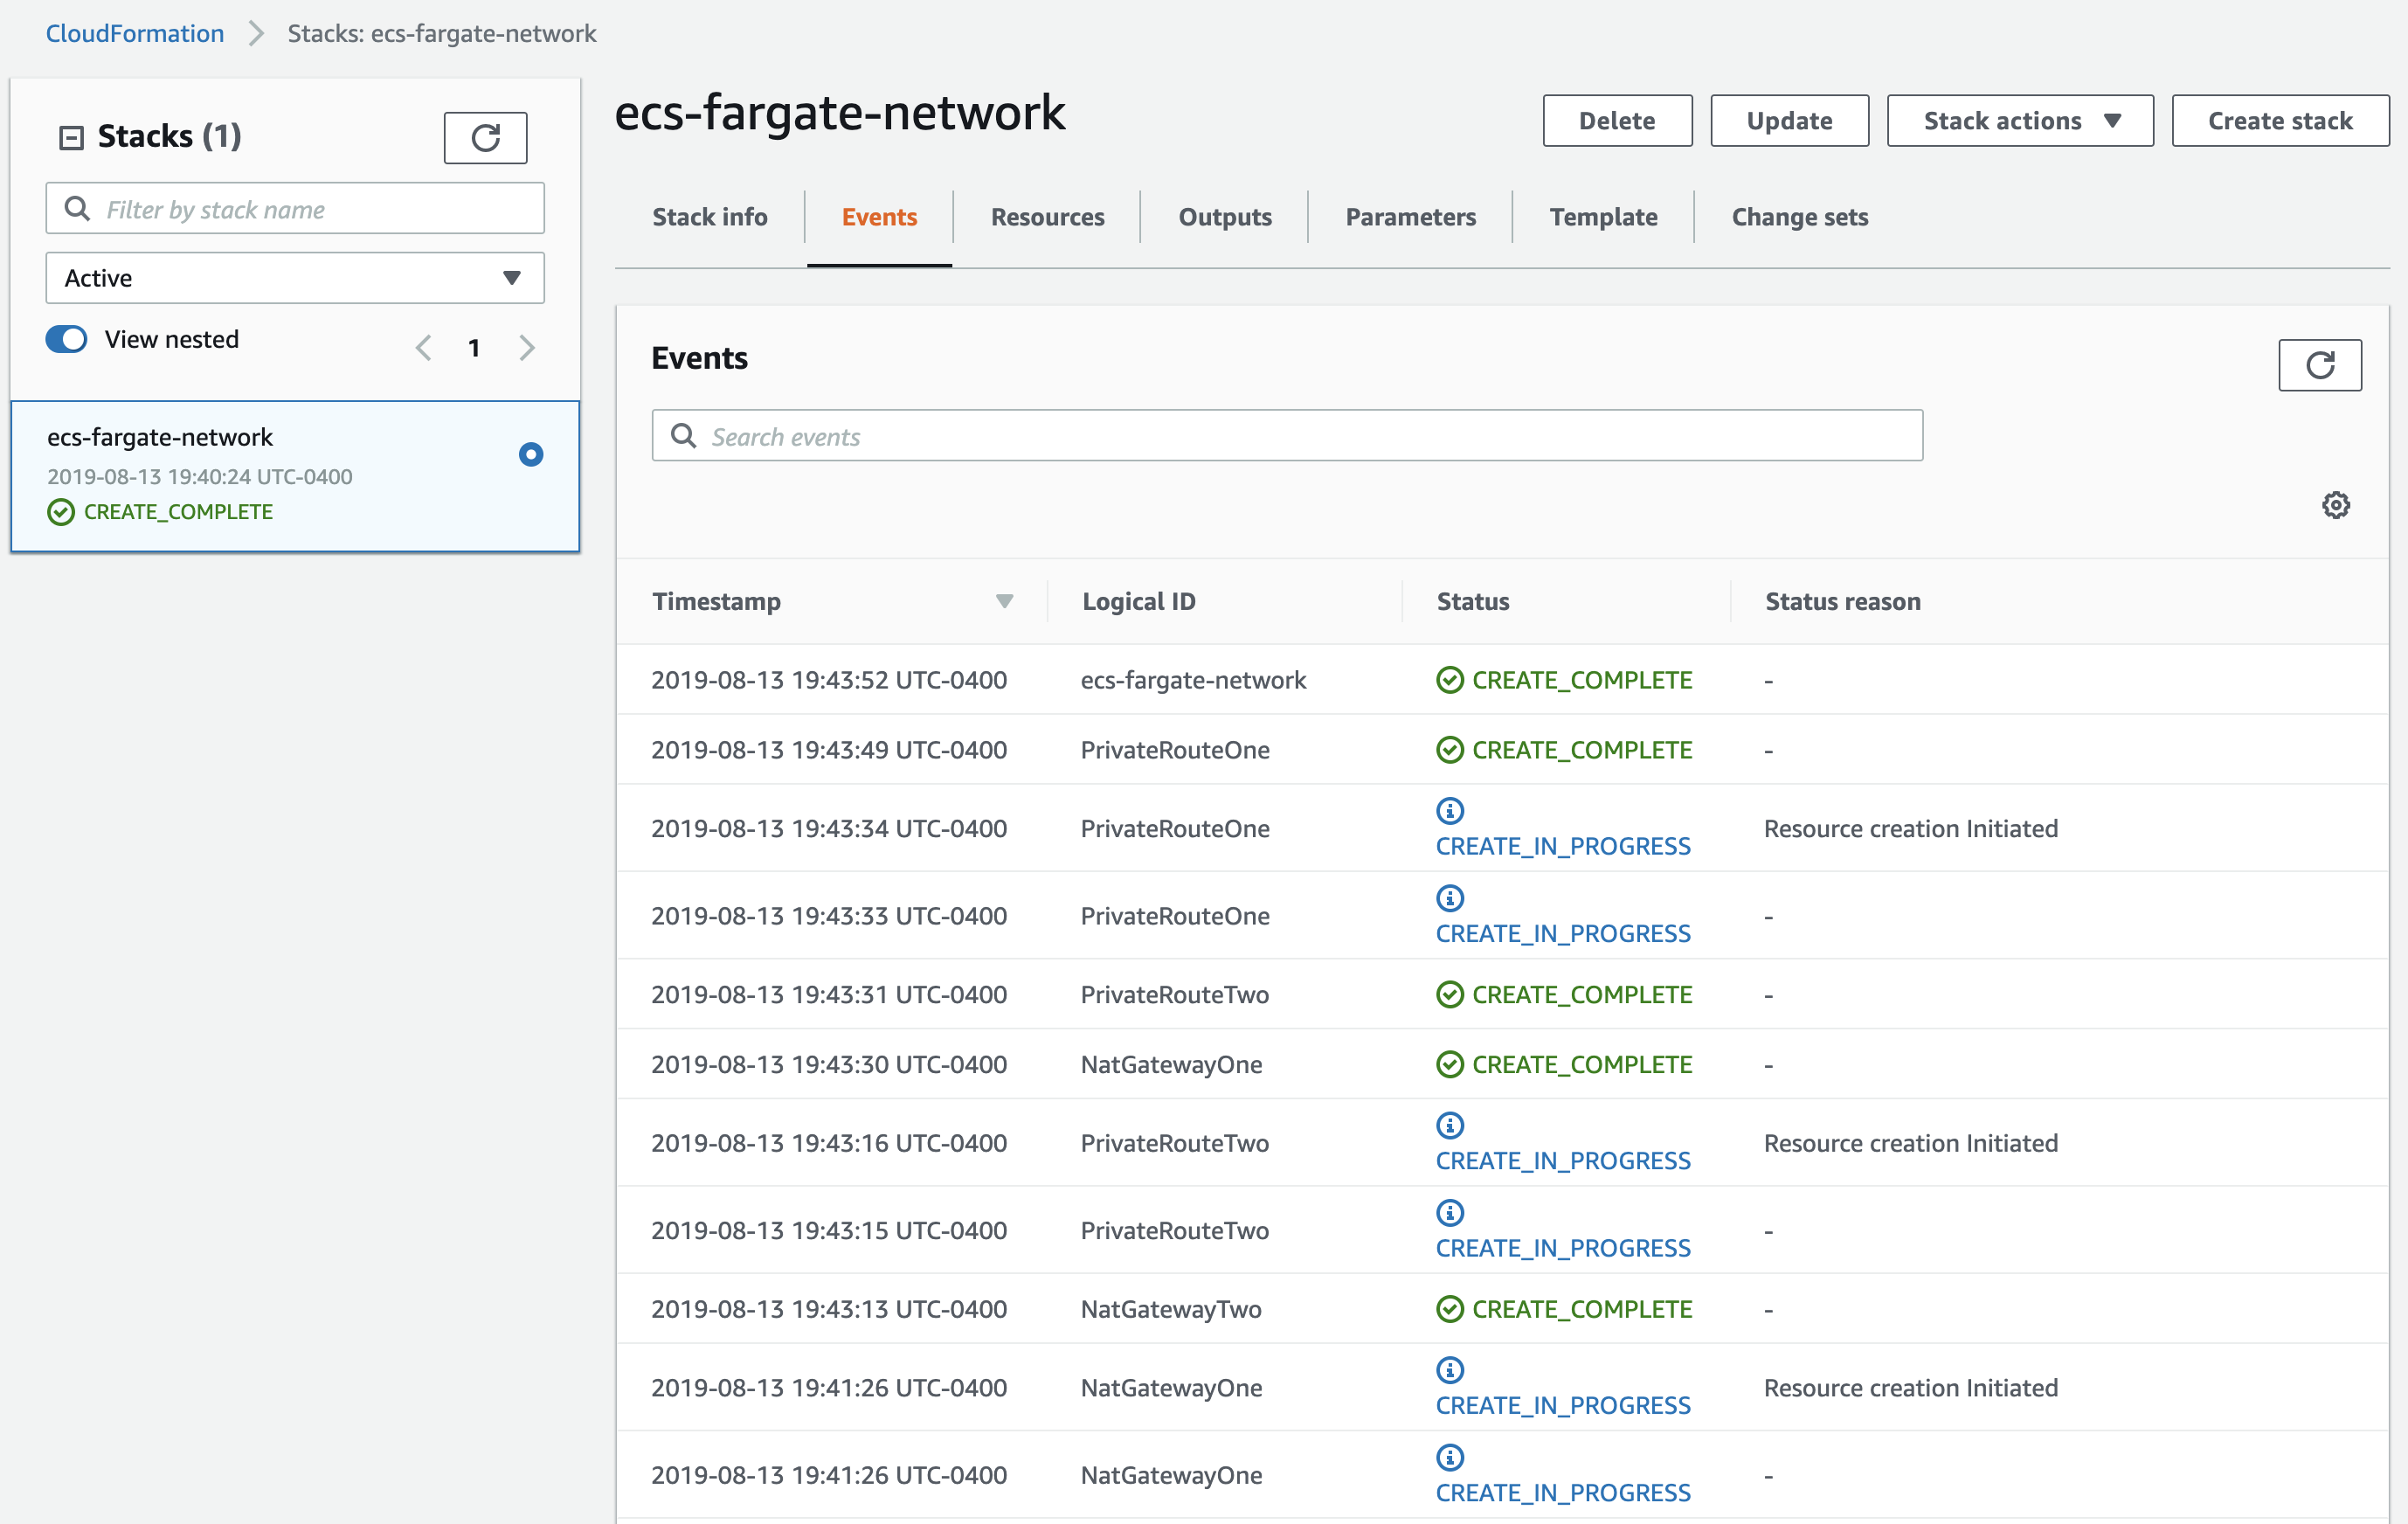 CloudFormation > Stacks: ecs-fargate-network
Stacks (1)
Filter by stack name
Active
View nested
1
ecs-fargate-network
2019-08-13 19:40:24 UTC-0400
CREATE_COMPLETE
ecs-fargate-network
Delete Update Stack actions Create stack
Stack info Events Resources Outputs Parameters Template Change sets
Events
Search events
Timestamp Logical ID Status Status reason
2019-08-13 19:43:52 UTC-0400 ecs-fargate-network CREATE_COMPLETE -
2019-08-13 19:43:49 UTC-0400 PrivateRouteOne CREATE_COMPLETE -
2019-08-13 19:43:34 UTC-0400 PrivateRouteOne CREATE_IN_PROGRESS Resource creation Initiated
2019-08-13 19:43:33 UTC-0400 PrivateRouteOne CREATE_IN_PROGRESS -
2019-08-13 19:43:31 UTC-0400 PrivateRouteTwo CREATE_COMPLETE -
2019-08-13 19:43:30 UTC-0400 NatGatewayOne CREATE_COMPLETE -
2019-08-13 19:43:16 UTC-0400 PrivateRouteTwo CREATE_IN_PROGRESS Resource creation Initiated
2019-08-13 19:43:15 UTC-0400 PrivateRouteTwo CREATE_IN_PROGRESS -
2019-08-13 19:43:13 UTC-0400 NatGatewayTwo CREATE_COMPLETE -
2019-08-13 19:41:26 UTC-0400 NatGatewayOne CREATE_IN_PROGRESS Resource creation Initiated
2019-08-13 19:41:26 UTC-0400 NatGatewayOne CREATE_IN_PROGRESS -